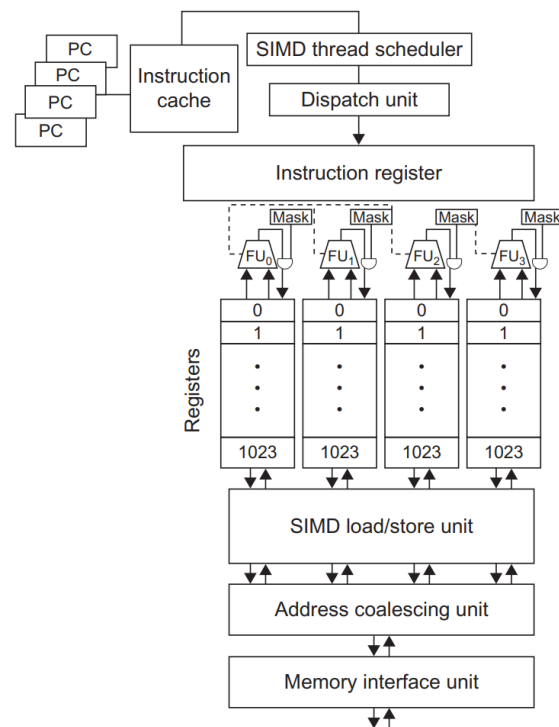 PC
PC
PC
PC
Instruction
cache
SIMD thread scheduler
Dispatch unit
Instruction register
Mask
Mask
Mask
Mask
FU0
FU1
FU2
FU3
Registers
0
0
0
0
1
1
1
1
1023
1023
1023
1023
SIMD load/store unit
Address coalescing unit
Memory interface unit